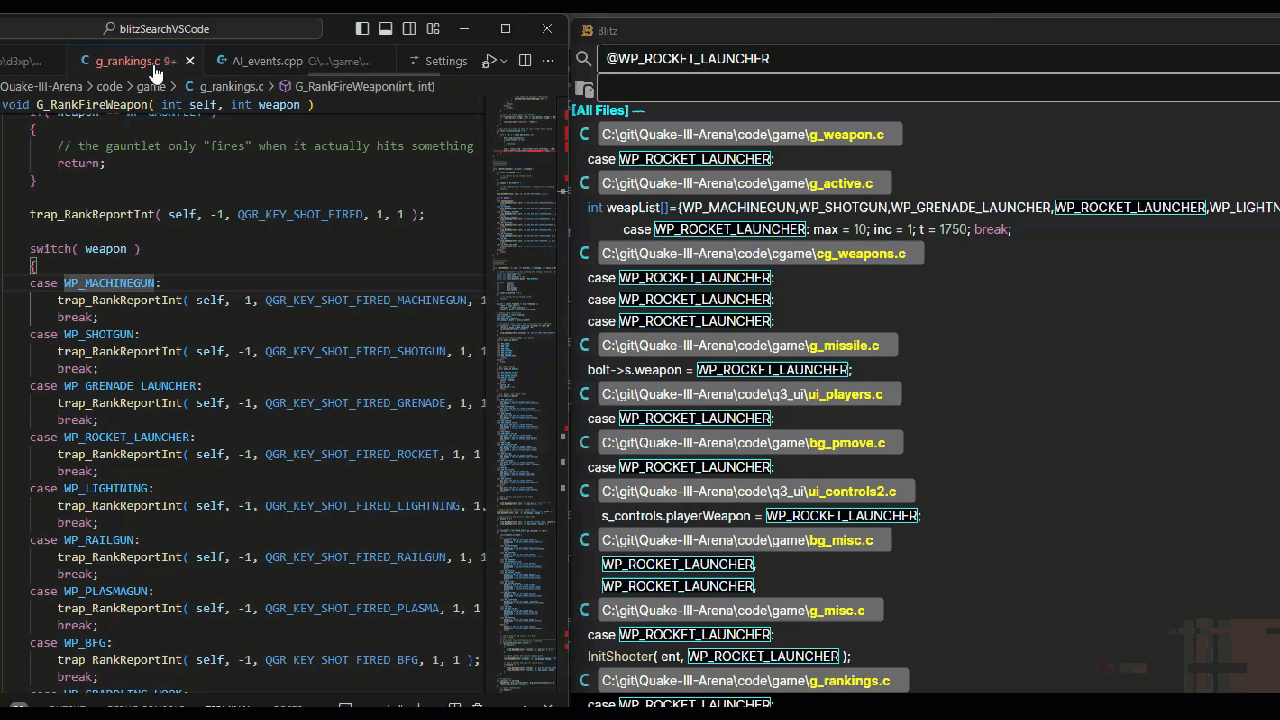 blitzSearchVSCode
\d3xp\...
g_rankings.c 9+
AI_events.cpp C:\...\game\...
Settings
Quake-III-Arena > code > game > g_rankings.c > G_RankFireWeapon(int, int)
void G_RankFireWeapon( int self, int weapon )
{
// the gauntlet only "fires" when it actually hits something
return;
}
trap_RankReportInt( self, -1, QGR_KEY_SHOT_FIRED, 1, 1 );
switch( weapon )
{
case WP_MACHINEGUN:
trap_RankReportInt( self, -1, QGR_KEY_SHOT_FIRED_MACHINEGUN, 1
break;
case WP_SHOTGUN:
trap_RankReportInt( self, -1, QGR_KEY_SHOT_FIRED_SHOTGUN, 1, 1
break;
case WP_GRENADE_LAUNCHER:
trap_RankReportInt( self, -1, QGR_KEY_SHOT_FIRED_GRENADE, 1, 1
break;
case WP_ROCKET_LAUNCHER:
trap_RankReportInt( self, -1, QGR_KEY_SHOT_FIRED_ROCKET, 1, 1
break;
case WP_LIGHTNING:
trap_RankReportInt( self, -1, QGR_KEY_SHOT_FIRED_LIGHTNING, 1,
break;
case WP_RAILGUN:
trap_RankReportInt( self, -1, QGR_KEY_SHOT_FIRED_RAILGUN, 1, 1
break;
case WP_PLASMAGUN:
trap_RankReportInt( self, -1, QGR_KEY_SHOT_FIRED_PLASMA, 1, 1
break;
case WP_BFG:
trap_RankReportInt( self, -1, QGR_KEY_SHOT_FIRED_BFG, 1, 1 );
break;
case WP_GRAPPLING_HOOK:
Blitz
@WP_ROCKET_LAUNCHER
[All Files] ~~
C:\git\Quake-III-Arena\code\game\g_weapon.c
case WP_ROCKET_LAUNCHER:
C:\git\Quake-III-Arena\code\game\g_active.c
int weapList[]={WP_MACHINEGUN,WP_SHOTGUN,WP_GRENADE_LAUNCHER,WP_ROCKET_LAUNCHER,WP_LIGHTN
case WP_ROCKET_LAUNCHER: max = 10; inc = 1; t = 1750; break;
C:\git\Quake-III-Arena\code\cgame\cg_weapons.c
case WP_ROCKET_LAUNCHER:
case WP_ROCKET_LAUNCHER:
case WP_ROCKET_LAUNCHER:
C:\git\Quake-III-Arena\code\game\g_missile.c
bolt->s.weapon = WP_ROCKET_LAUNCHER;
C:\git\Quake-III-Arena\code\q3_ui\ui_players.c
case WP_ROCKET_LAUNCHER:
C:\git\Quake-III-Arena\code\game\bg_pmove.c
case WP_ROCKET_LAUNCHER:
C:\git\Quake-III-Arena\code\q3_ui\ui_controls2.c
s_controls.playerWeapon = WP_ROCKET_LAUNCHER;
C:\git\Quake-III-Arena\code\game\bg_misc.c
WP_ROCKET_LAUNCHER,
WP_ROCKET_LAUNCHER,
C:\git\Quake-III-Arena\code\game\g_misc.c
case WP_ROCKET_LAUNCHER:
InitShooter( ent, WP_ROCKET_LAUNCHER );
C:\git\Quake-III-Arena\code\game\g_rankings.c
case WP_ROCKET_LAUNCHER: